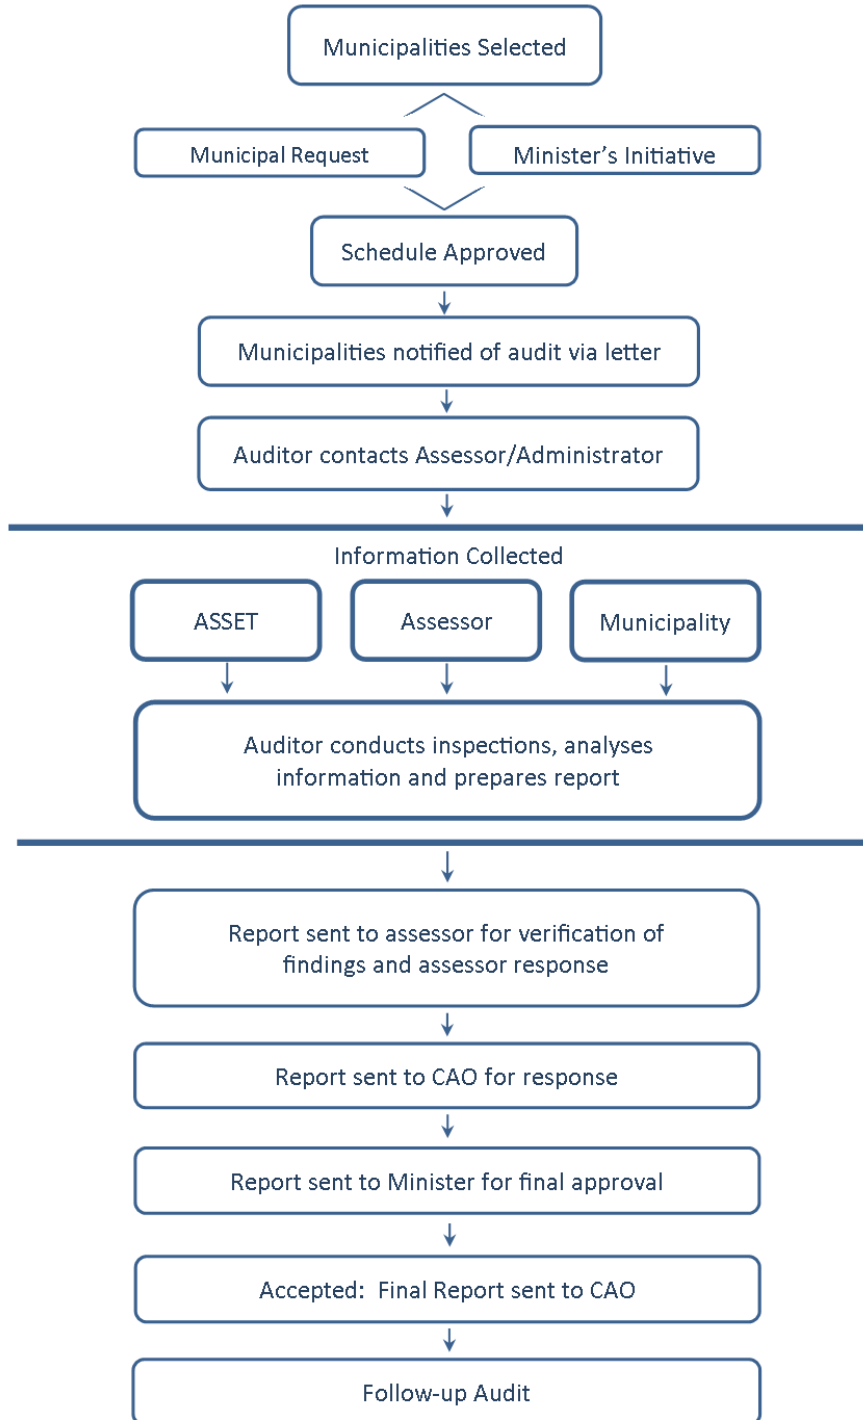 Municipalities Selected
Municipal Request
Minister’s Initiative
Schedule Approved
Municipalities notified of audit via letter
Auditor contacts Assessor/Administrator
Information Collected
ASSET
Assessor
Municipality
Auditor conducts inspections, analyses
information and prepares report
Report sent to assessor for verification of
findings and assessor response
Report sent to CAO for response
Report sent to Minister for final approval
Accepted:  Final Report sent to CAO
Follow-up Audit